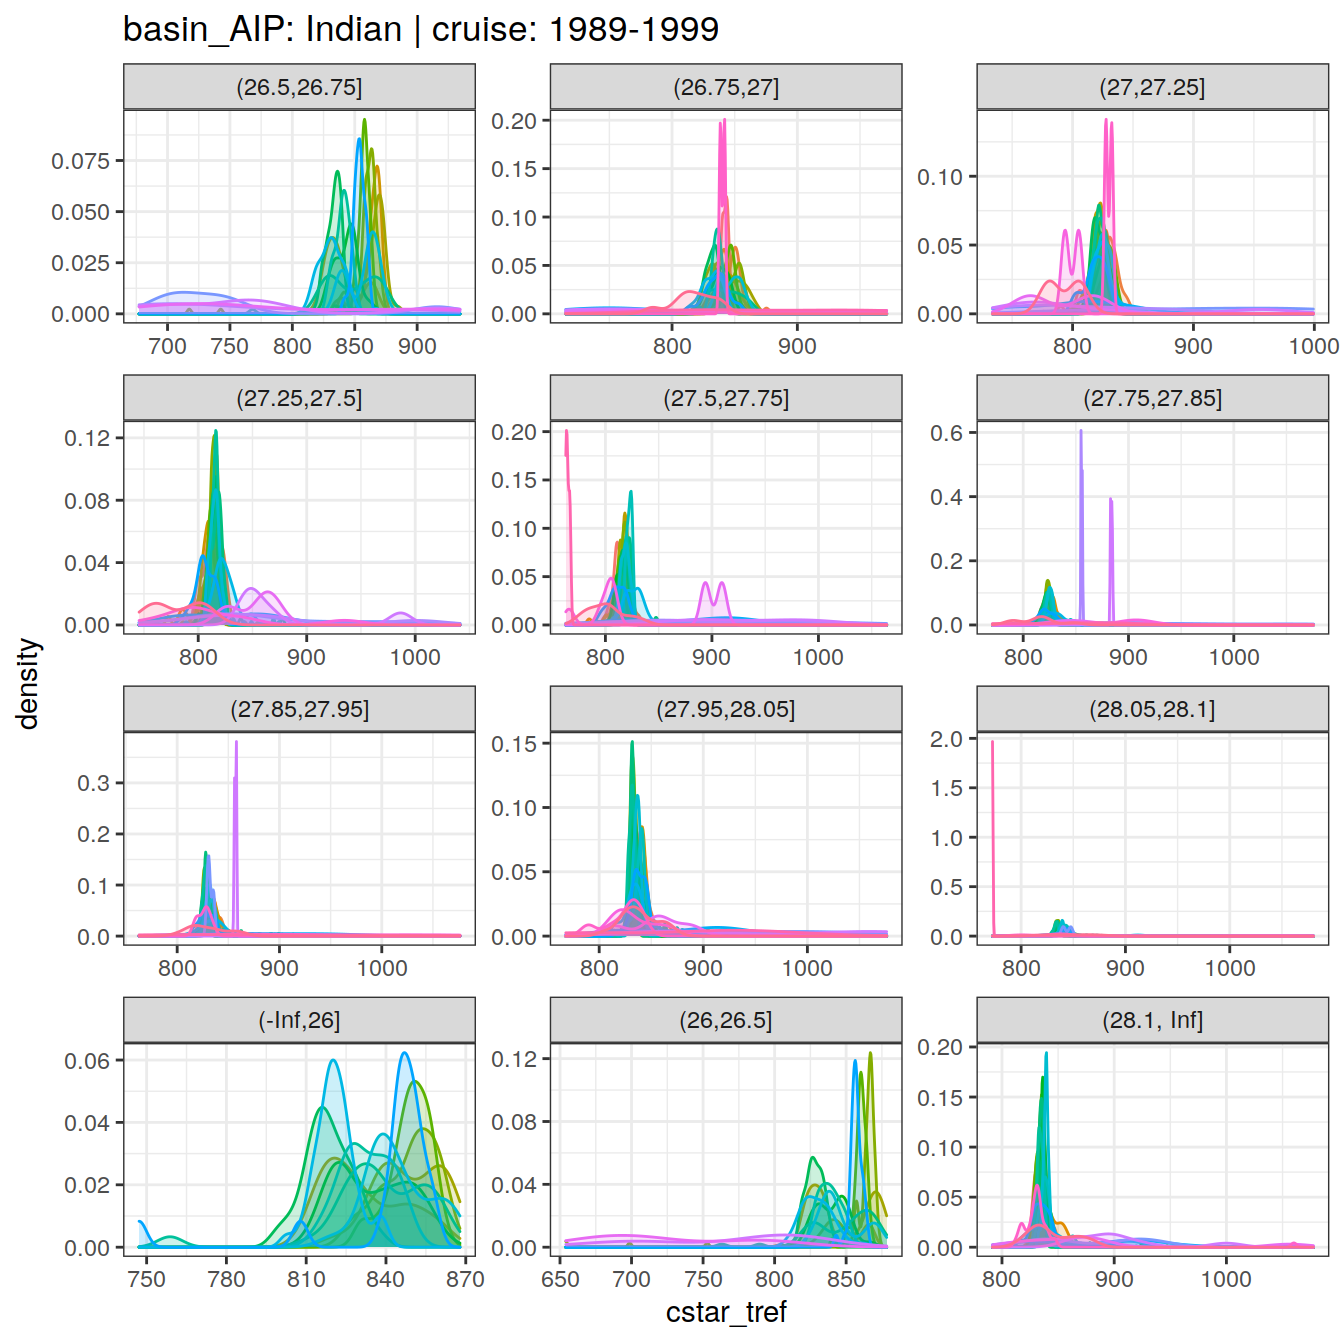 basin_AIP: Indian | cruise: 1989-1999
(26.5,26.75] (26.75,27] (27,27.25]
0.075 0.050 0.025 0.000
0.20 0.15 0.10 0.05 0.00
0.10 0.05 0.00
700 750 800 850 900
800 900
800 900 1000
(27.25,27.5] (27.5,27.75] (27.75,27.85]
0.12 0.08 0.04 0.00
0.20 0.15 0.10 0.05 0.00
0.6 0.4 0.2 0.0
800 900 1000
800 900 1000
800 900 1000
density
(27.85,27.95] (27.95,28.05] (28.05,28.1]
0.3 0.2 0.1 0.0
0.15 0.10 0.05 0.00
2.0 1.5 1.0 0.5 0.0
800 900 1000
800 900 1000
800 900 1000
(-Inf,26] (26,26.5] (28.1, Inf]
0.06 0.04 0.02 0.00
0.12 0.08 0.04 0.00
0.20 0.15 0.10 0.05 0.00
750 780 810 840 870
650 700 750 800 850
800 900 1000
cstar_tref